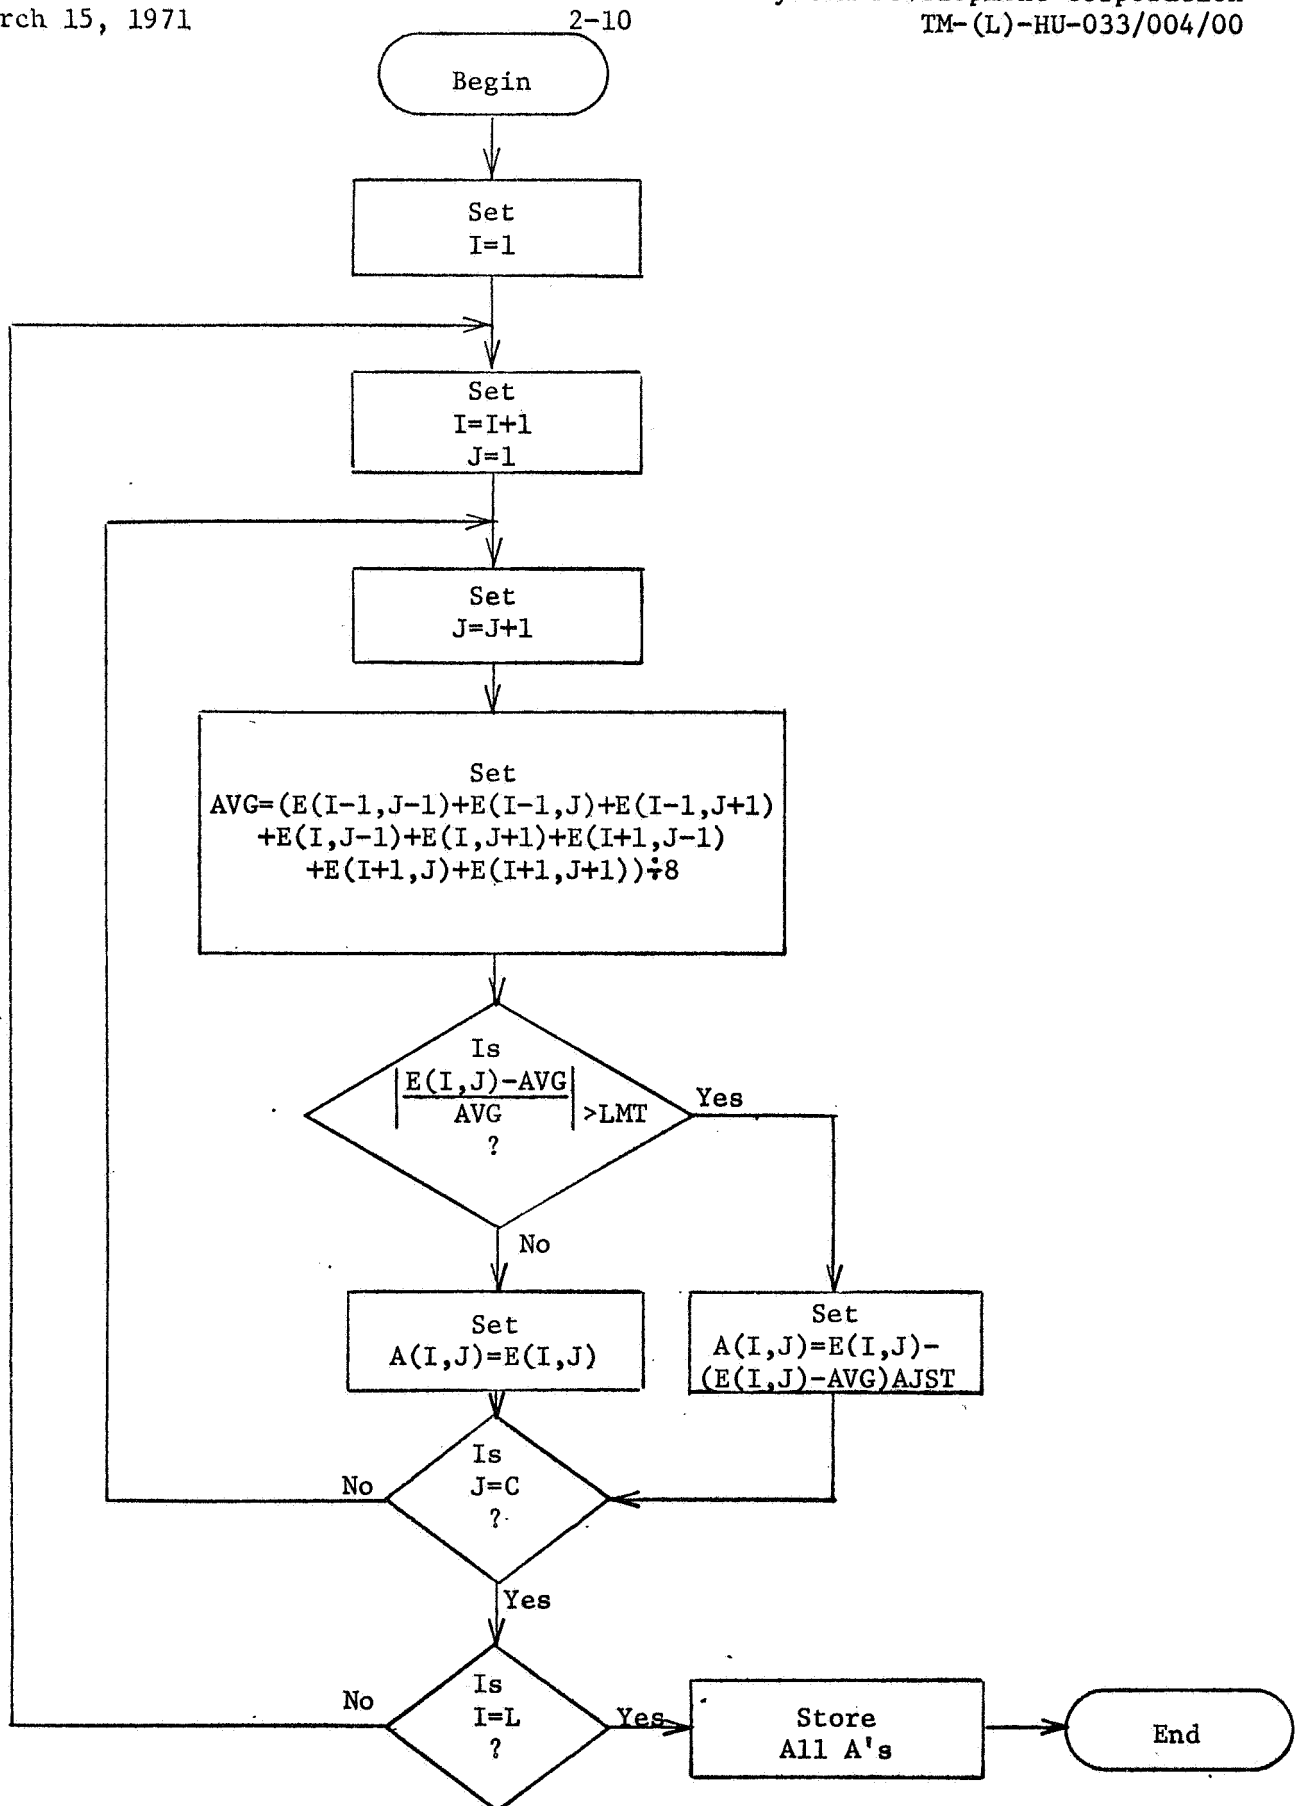 rch 15, 1971
2-10
TM-(L)-HU-033/004/00
Begin
Set
I=1
Set
I=I+1
J=1
Set
J=J+1
Set
AVG=(E(I-1,J-1)+E(I-1,J)+E(I-1,J+1)
+E(I,J-1)+E(I,J+1)+E(I+1,J-1)
+E(I+1,J)+E(I+1,J+1))÷8
Is
|E(I,J)-AVG
AVG| >LMT
?
Yes
No
Set
A(I,J)=E(I,J)
Set
A(I,J)=E(I,J)-
(E(I,J)-AVG)AJST
Is
J=C
?
No
Yes
Is
I=L
?
No
Yes
Store
All A's
End